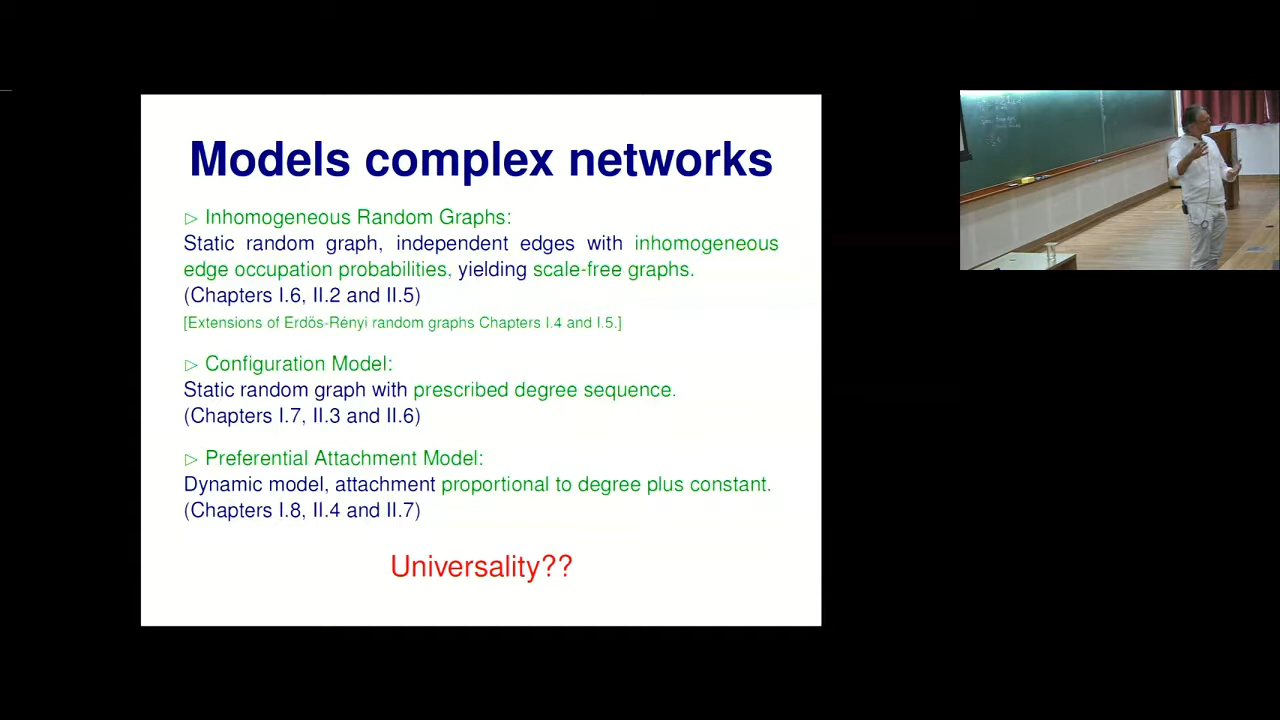 Models complex networks
▷ Inhomogeneous Random Graphs:
Static random graph, independent edges with inhomogeneous
edge occupation probabilities, yielding scale-free graphs.
(Chapters I.6, II.2 and II.5)
[Extensions of Erdős-Rényi random graphs Chapters I.4 and I.5.]
▷ Configuration Model:
Static random graph with prescribed degree sequence.
(Chapters I.7, II.3 and II.6)
▷ Preferential Attachment Model:
Dynamic model, attachment proportional to degree plus constant.
(Chapters I.8, II.4 and II.7)
Universality??